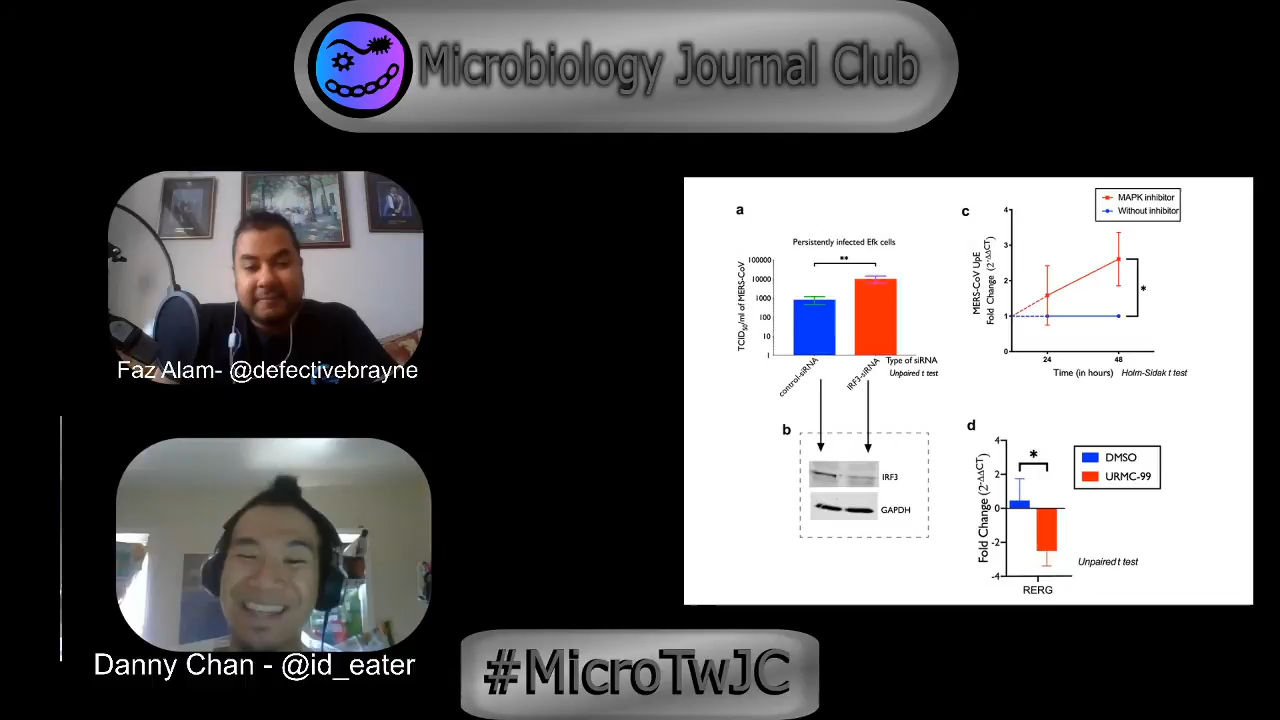 Microbiology Journal Club
Faz Alam- @defectivebrayne
Danny Chan - @id_eater
#MicroTwJC
a
Persistently infected Efk cells
**
TCID50/ml of MERS-CoV
100000
10000
1000
100
10
1
control-siRNA
IRF3-siRNA
Type of siRNA
Unpaired t test
b
IRF3
GAPDH
c
MAPK inhibitor
Without inhibitor
MERS-CoV UpE
Fold Change (2^-ΔΔCT)
4
3
2
1
0
*
24
48
Time (in hours)
Holm-Sidak t test
d
DMSO
URMC-99
Fold Change (2^-ΔΔCT)
4
2
0
-2
-4
*
Unpaired t test
RERG